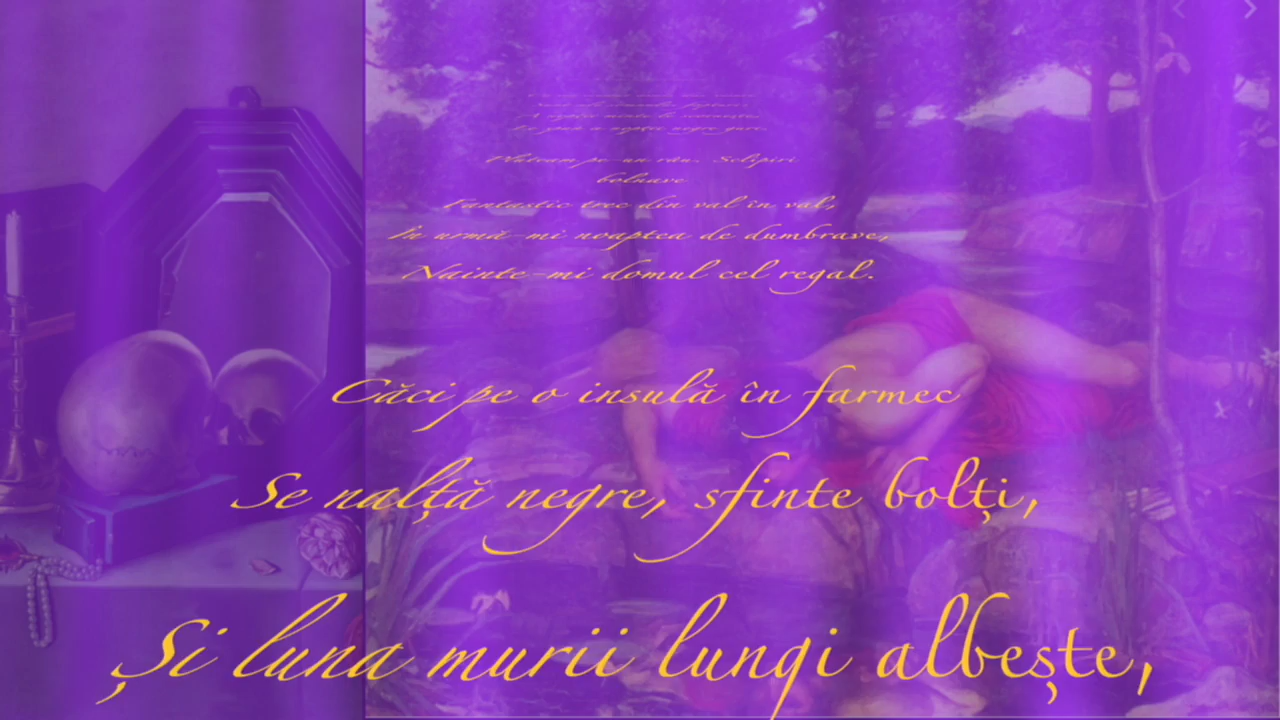 Pluteam pe un râu. Sclipiri
bolnave
Fantastic trec din val în val,
În urmă-mi noaptea de dumbrave,
Nainte-mi domul cel regal.
Căci pe o insulă în farmec
Se nalță negre, sfinte bolți,
Și luna murii lungi albește,